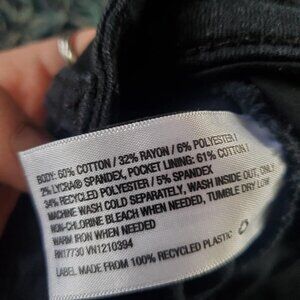 BODY: 60% COTTON / 32% RAYON / 6% POLYESTER /
2% LYCRA® SPANDEX, POCKET LINING: 61% COTTON /
34% RECYCLED POLYESTER / 5% SPANDEX
MACHINE WASH COLD SEPARATELY, WASH INSIDE OUT, ONLY
NON-CHLORINE BLEACH WHEN NEEDED, TUMBLE DRY LOW
WARM IRON WHEN NEEDED
RN17730 VN1210394
LABEL MADE FROM 100% RECYCLED PLASTIC